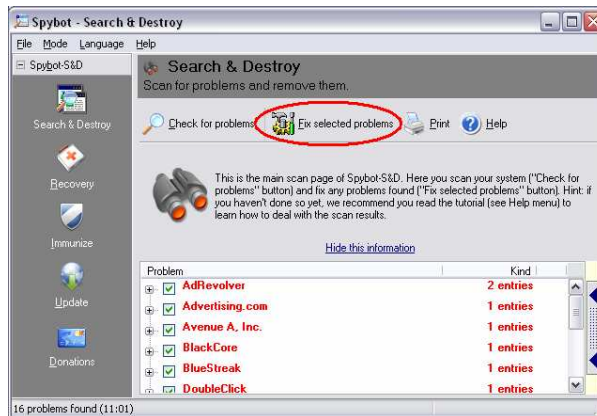 Spybot - Search & Destroy
File Mode Language Help
Spybot-S&D
Search & Destroy
Recovery
Immunize
Update
Donations
Search & Destroy
Scan for problems and remove them.
Check for problems Fix selected problems Print Help
This is the main scan page of Spybot-S&D. Here you scan your system ("Check for
problems" button) and fix any problems found ("Fix selected problems" button). Hint: if
you haven't done so yet, we recommend you read the tutorial (see Help menu) to
learn how to deal with the scan results.
Hide this information
Problem Kind
AdRevolver 2 entries
Advertising.com 1 entries
Avenue A, Inc. 1 entries
BlackCore 1 entries
BlueStreak 1 entries
DoubleClick 1 entries
16 problems found (11:01)